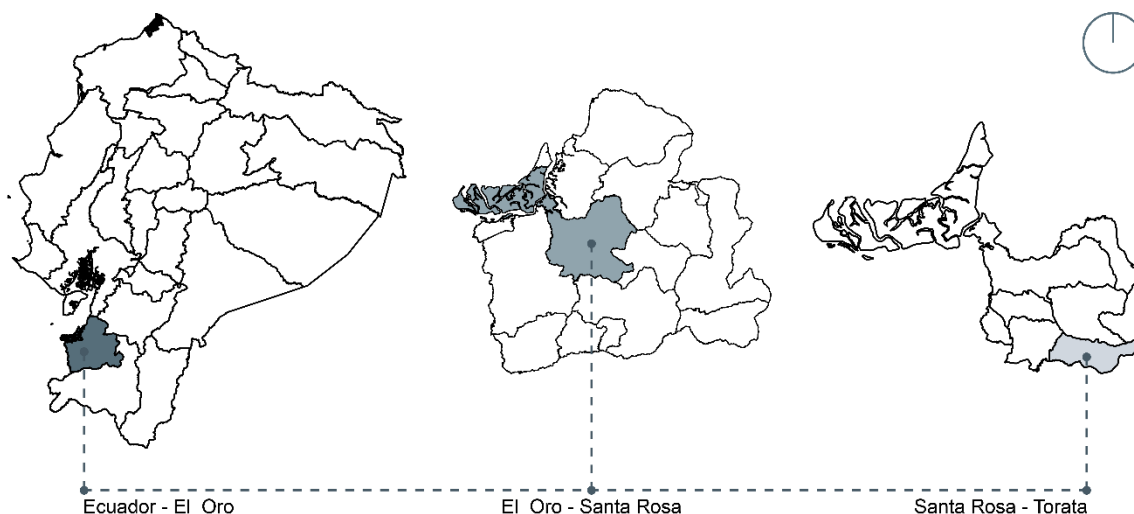 Ecuador - El Oro
El Oro - Santa Rosa
Santa Rosa - Torata